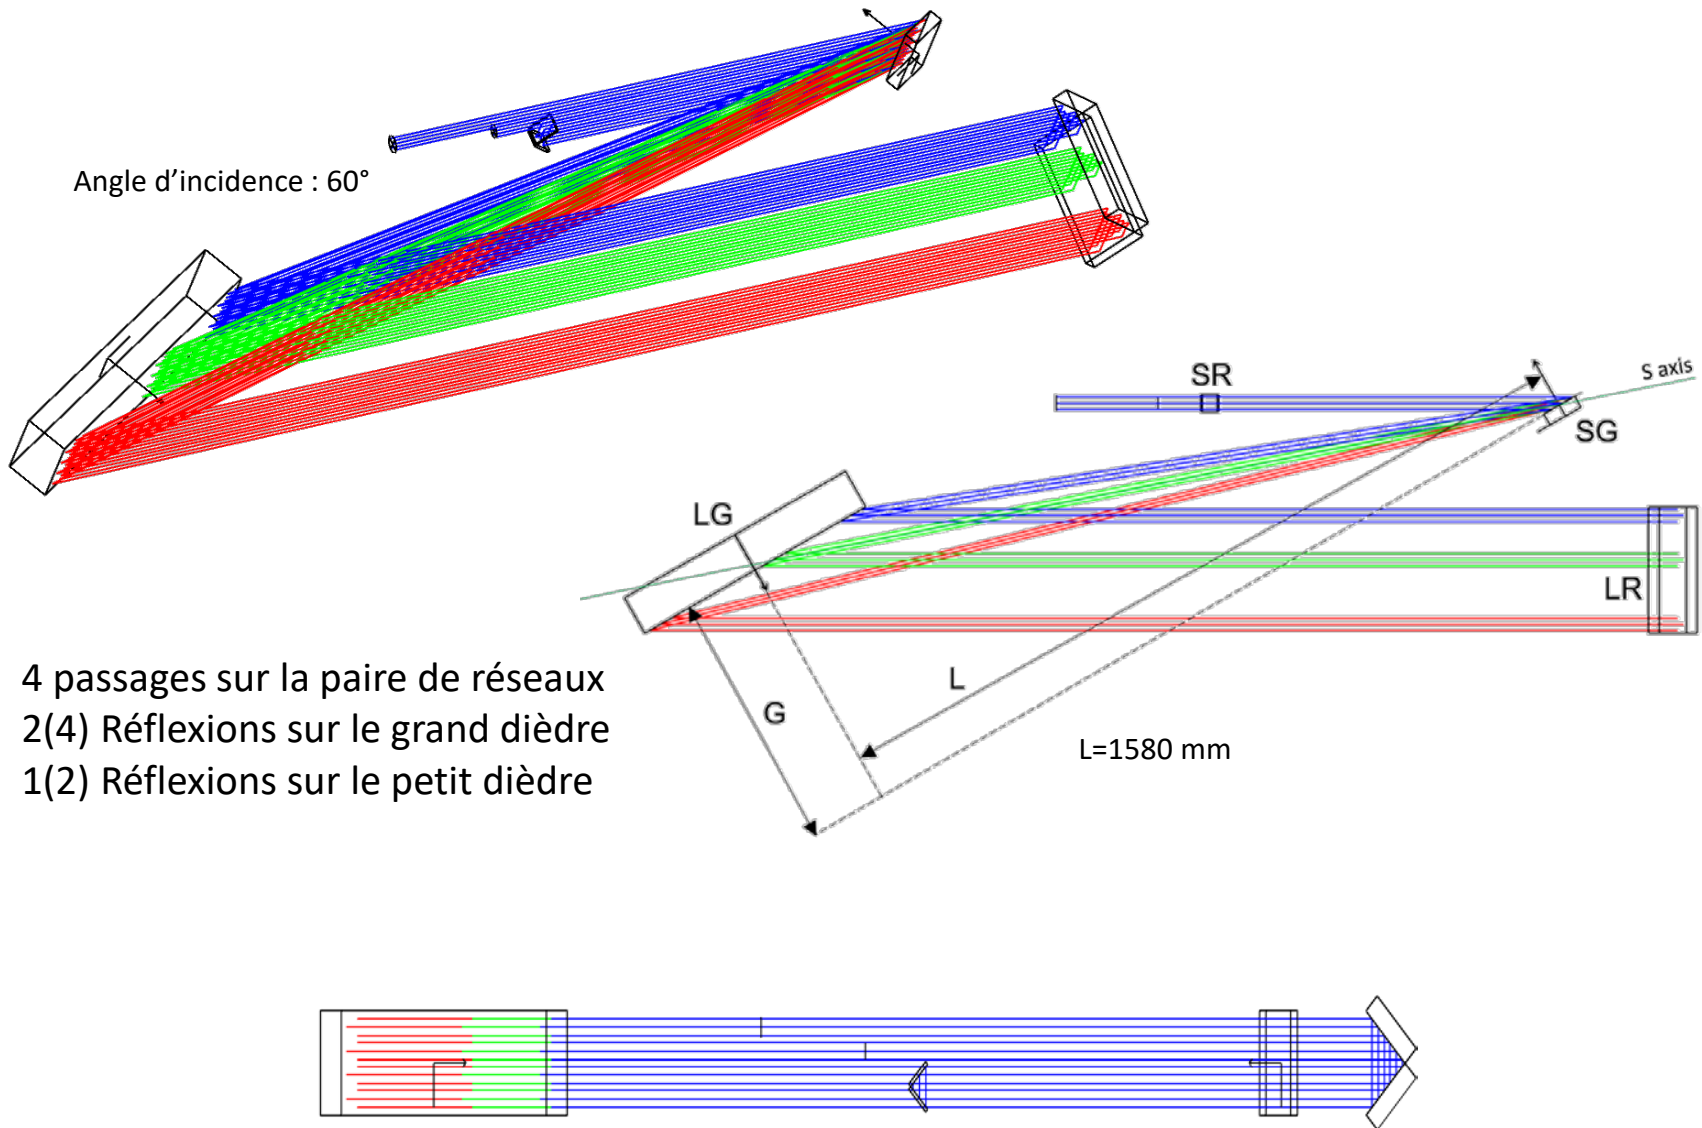 Angle d’incidence : 60°
SR
S axis
SG
LG
LR
L
G
L=1580 mm
4 passages sur la paire de réseaux
2(4) Réflexions sur le grand dièdre
1(2) Réflexions sur le petit dièdre